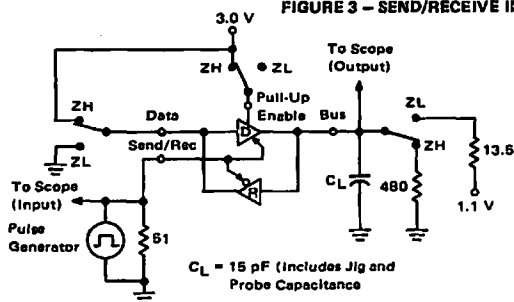 FIGURE 3 – SEND/RECEIVE
3.0 V
To Scope
(Output)
ZH
ZL
ZH
Data
Pull-Up
Enable
Bus
ZL
D
Send/Rec
ZL
ZH
13.5
R
To Scope
(Input)
CL
480
1.1 V
Pulse
Generator
51
CL = 15 pF (Includes Jig and
Probe Capacitance